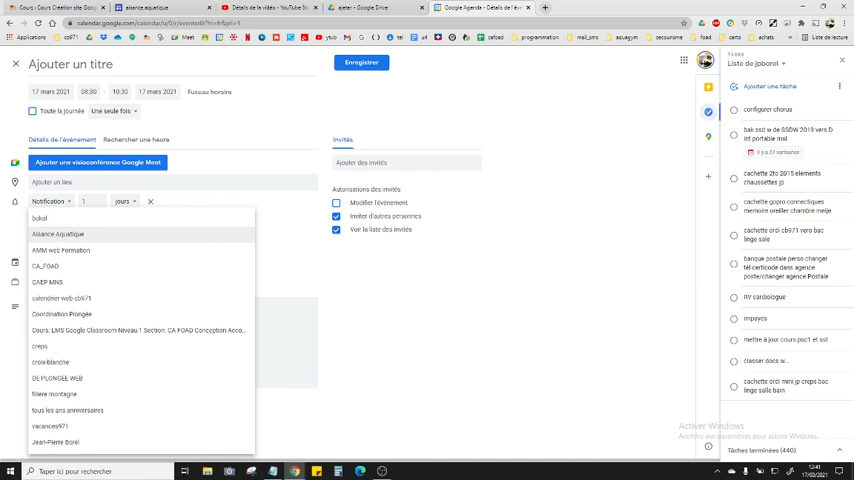 Cours : Cours Création site Goog
aisance aquatique
Détails de la vidéo - YouTube St
ajeter - Google Drive
Google Agenda - Détails de l'év
calendar.google.com/calendar/u/0/r/eventedit?hl=fr&pli=1
Applications cb971 Meet ytub tel urf cafoad programmation mail_sms aquagym secourisme foad carto achats » Liste de lecture
Ajouter un titre
Enregistrer
17 mars 2021 08:30 - 10:30 17 mars 2021 Fuseau horaire
Toute la journée Une seule fois
Détails de l'événement Rechercher une heure
Invités
Ajouter une visioconférence Google Meet
Ajouter des invités
Ajouter un lieu
Autorisations des invités
Notification 1 jours
Modifier l'événement
Inviter d'autres personnes
Voir la liste des invités
bokal
Aisance Aquatique
AMM web Formation
CA_FOAD
CAEP MNS
calendrier-web-cb971
Coordination Plongée
Cours: LMS Google Classroom Niveau 1 Section: CA FOAD Conception Acco...
creps
croix-blanche
DE PLONGEE WEB
filiere montagne
tous les ans anniversaires
vacances971
Jean-Pierre Borel
TASKS
Liste de jpborel
Ajouter une tâche
configurer chorus
bak ssd w de SSDW 2019 vers D
int portable msi
il y a 27 semaines
cachette 2to 2015 elements
chaussettes jp
cachette gopro connectiques
memoire oreiller chambre meije
cachette ordi cb971 vero bac
linge sale
banque postale perso changer
tél certicode dans agence
poste/changer agence Postale
RV cardiologue
impayes
mettre à jour cours psc1 et sst
classer docs w...
cachette ordi mini jp creps bac
linge salle bain
Tâches terminées (440)
Activer Windows
Accédez aux paramètres pour activer Windows.
Taper ici pour rechercher
12:41
17/03/2021